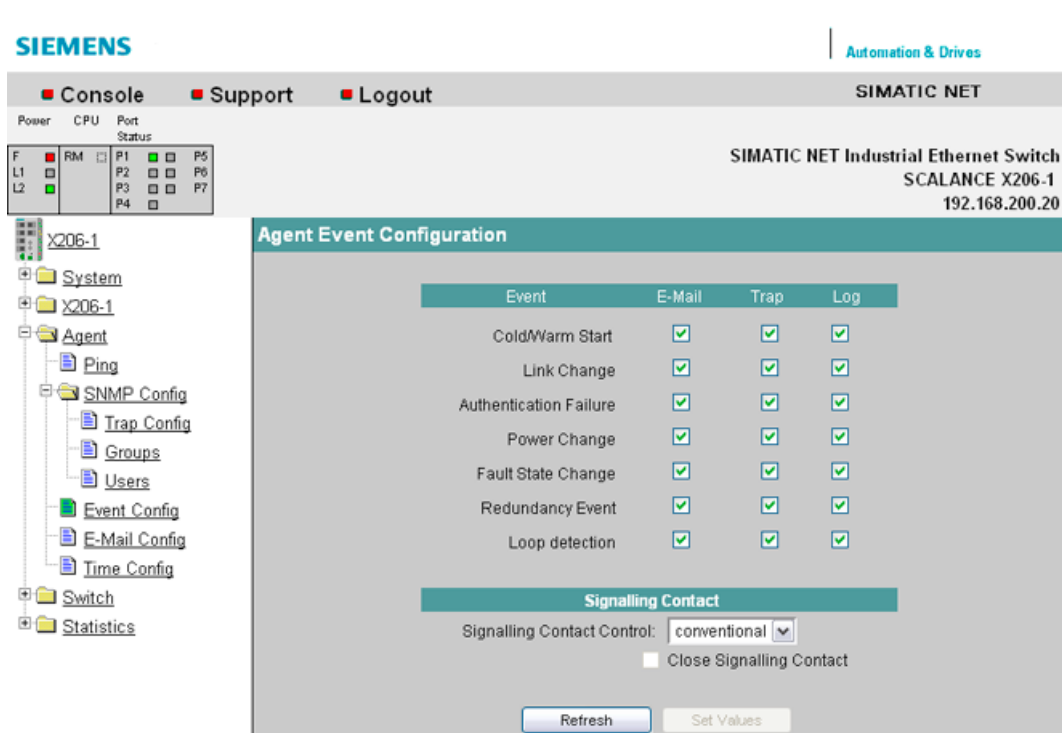 SIEMENS
Automation & Drives
Console Support Logout SIMATIC NET
Power CPU Port
Status
F RM P1 P5
L1 P2 P6
L2 P3 P7
P4
SIMATIC NET Industrial Ethernet Switch
SCALANCE X206-1
192.168.200.20
X206-1
System
X206-1
Agent
Ping
SNMP Config
Trap Config
Groups
Users
Event Config
E-Mail Config
Time Config
Switch
Statistics
Agent Event Configuration
Event E-Mail Trap Log
Cold/Warm Start
Link Change
Authentication Failure
Power Change
Fault State Change
Redundancy Event
Loop detection
Signalling Contact
Signalling Contact Control: conventional
Close Signalling Contact
Refresh Set Values